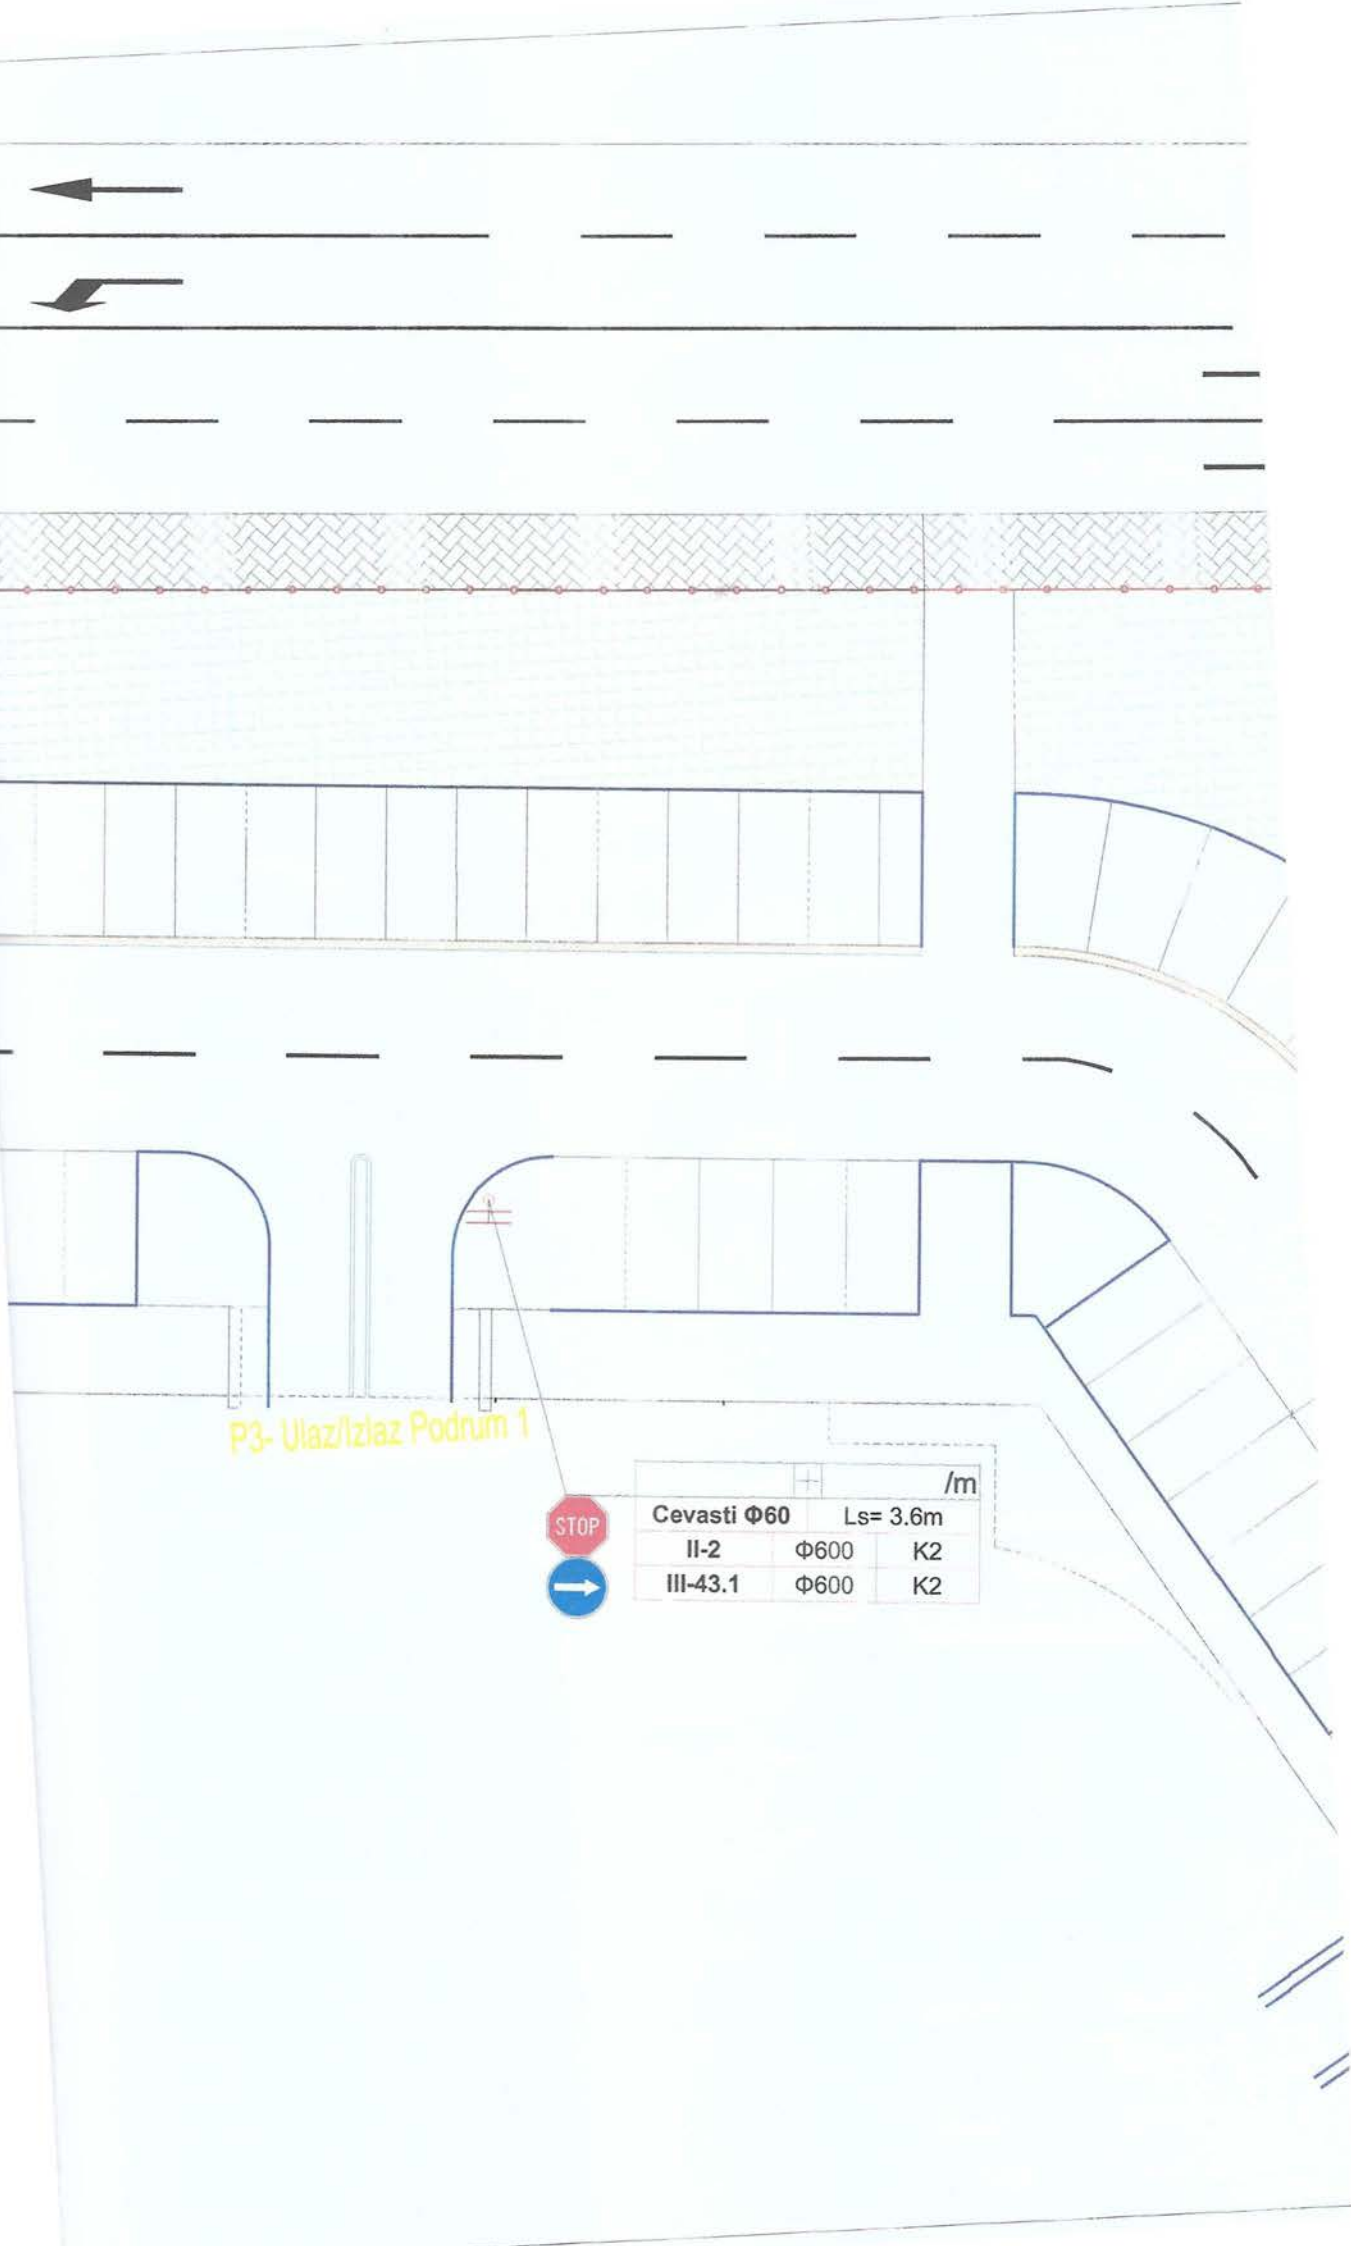 P3- Ulaz/Izlaz Podrum 1
/m
STOP
Cevasti Φ60 Ls= 3.6m
II-2 Φ600 K2
III-43.1 Φ600 K2